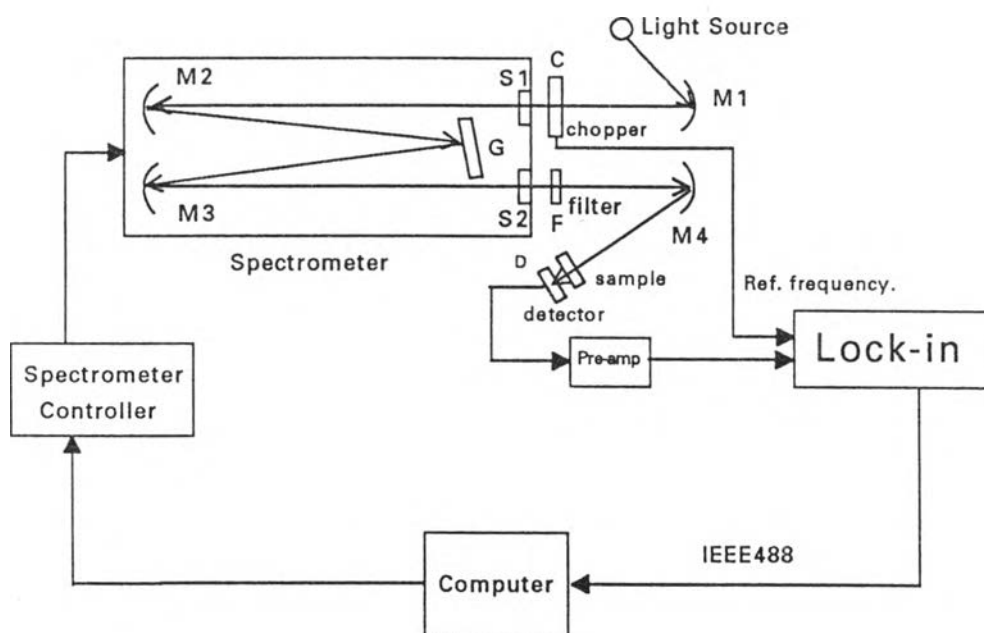 Light Source
C
M2
S1
M1
chopper
G
M3
S2
F
filter
M4
Spectrometer
D
sample
detector
Ref. frequency.
Lock-in
Pre-amp
Spectrometer
Controller
IEEE488
Computer